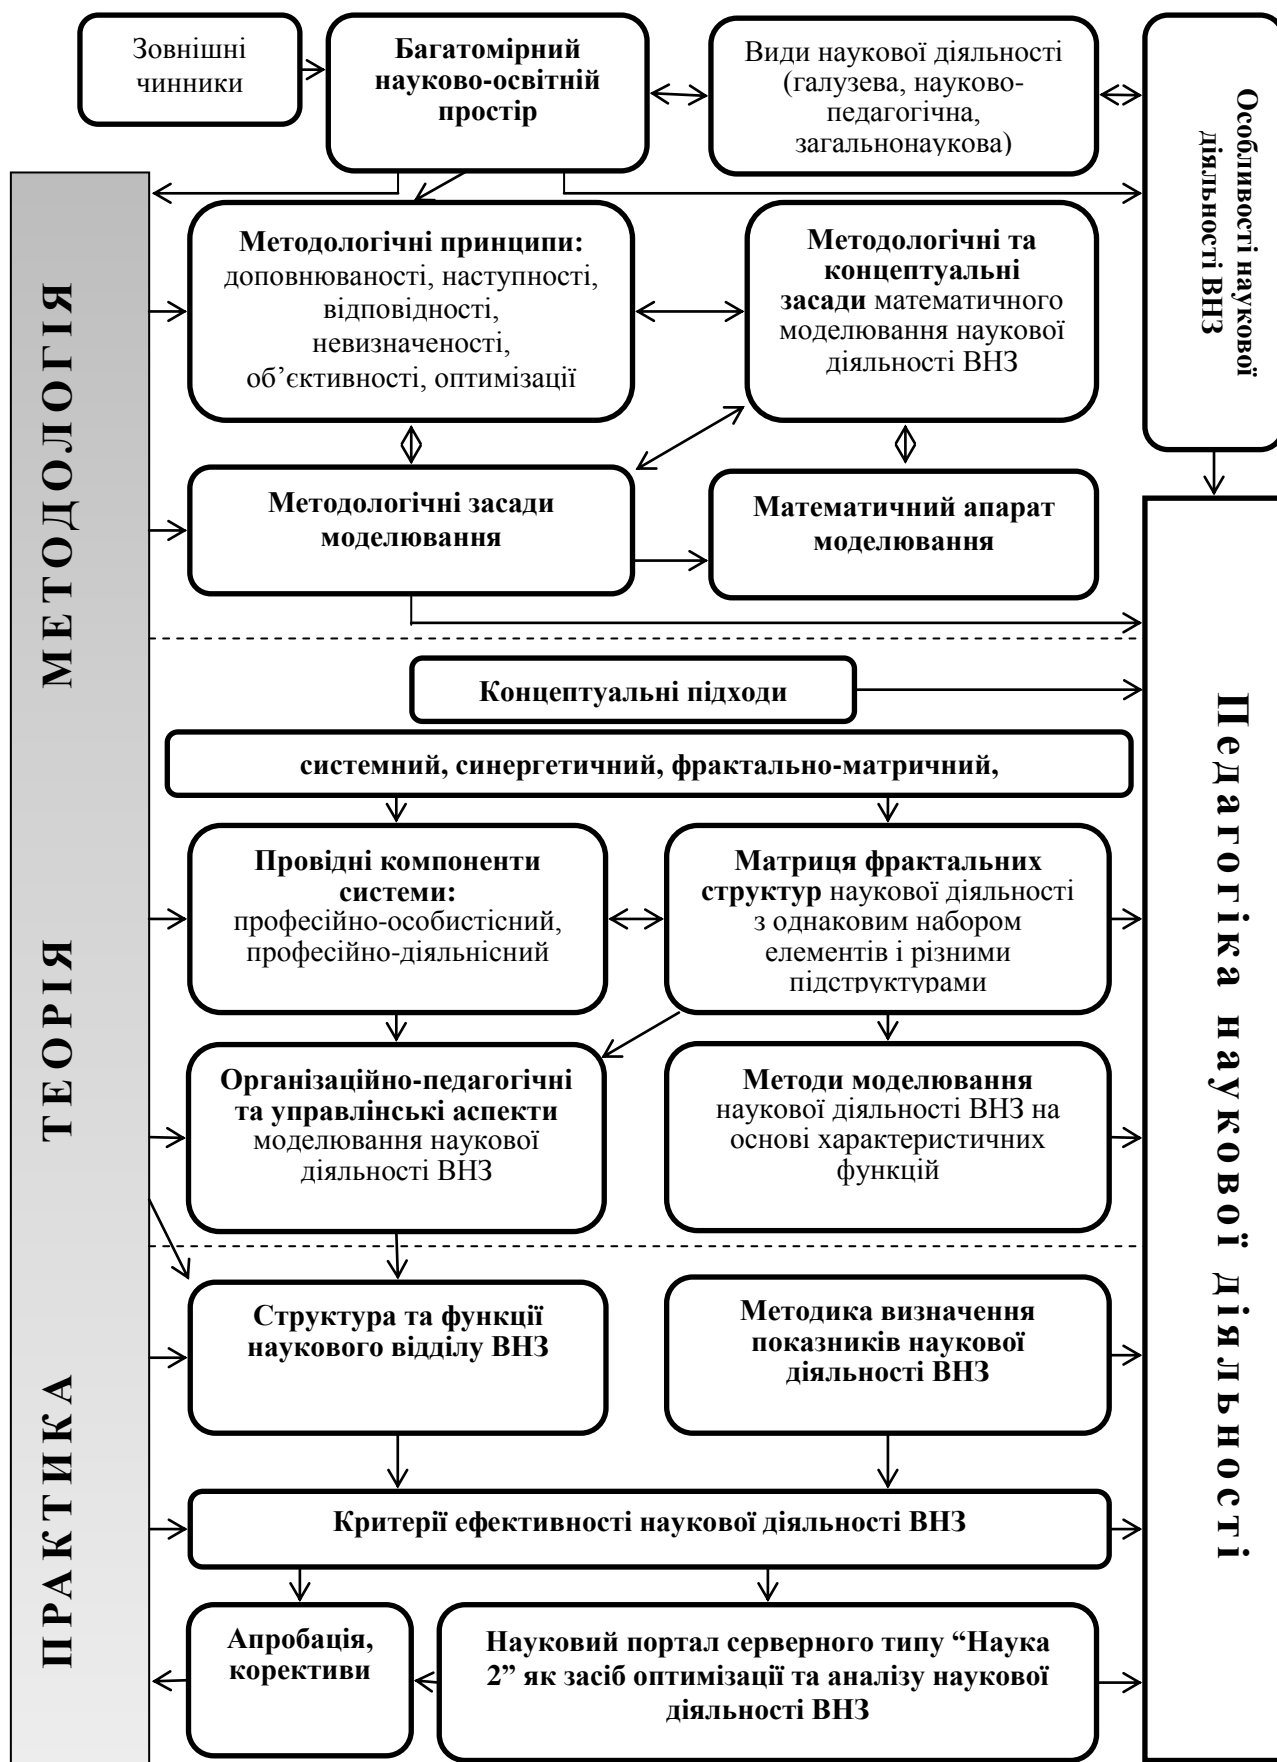 Зовнішні
чинники
Багатомірний
науково-освітній
простір
Види наукової діяльності
(галузева, науково-
педагогічна,
загальнонаукова)
Особливості наукової
діяльності ВНЗ
МЕТОДОЛОГІЯ
Методологічні принципи:
доповнюваності, наступності,
відповідності,
невизначеності,
об’єктивності, оптимізації
Методологічні та
концептуальні
засади математичного
моделювання наукової
діяльності ВНЗ
Методологічні засади
моделювання
Математичний апарат
моделювання
Педагогіка наукової діяльності
Концептуальні підходи
системний, синергетичний, фрактально-матричний,
ТЕОРІЯ
Провідні компоненти
системи:
професійно-особистісний,
професійно-діяльнісний
Матриця фрактальних
структур наукової діяльності
з однаковим набором
елементів і різними
підструктурами
Організаційно-педагогічні
та управлінські аспекти
моделювання наукової
діяльності ВНЗ
Методи моделювання
наукової діяльності ВНЗ на
основі характеристичних
функцій
ПРАКТИКА
Структура та функції
наукового відділу ВНЗ
Методика визначення
показників наукової
діяльності ВНЗ
Критерії ефективності наукової діяльності ВНЗ
Апробація,
корективи
Науковий портал серверного типу “Наука
2” як засіб оптимізації та аналізу наукової
діяльності ВНЗ